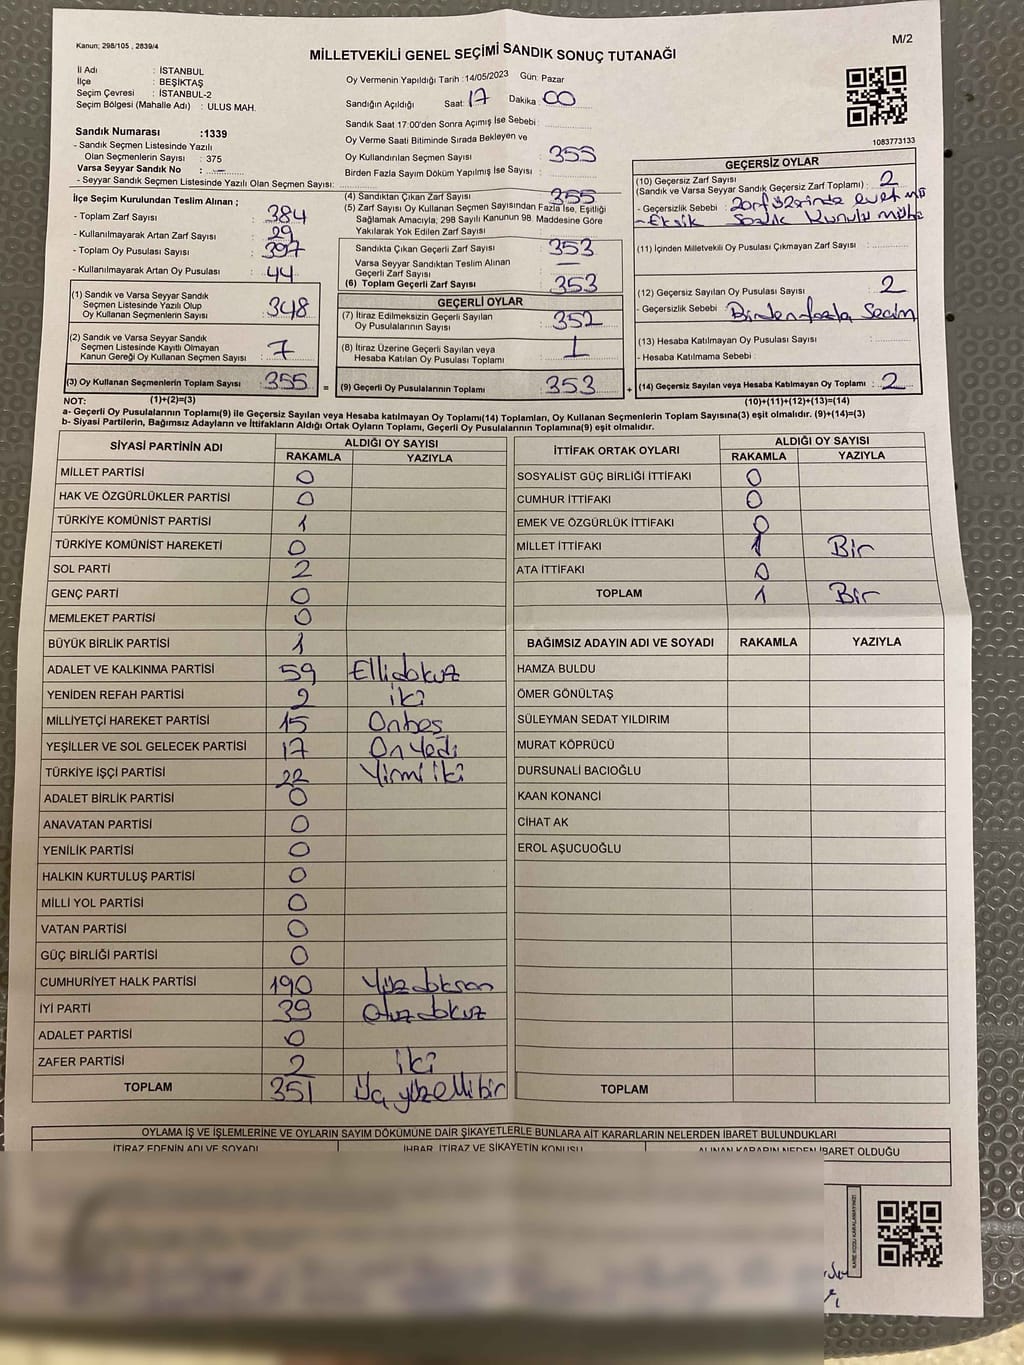 Kanun; 298/105 , 2839/4
M/2
MİLLETVEKİLİ GENEL SEÇİMİ SANDIK SONUÇ TUTANAĞI
İl Adı : İSTANBUL
İlçe : BEŞİKTAŞ
Seçim Çevresi : İSTANBUL-2
Seçim Bölgesi (Mahalle Adı) : ULUS MAH.
Oy Vermenin Yapıldığı Tarih :14/05/2023 Gün: Pazar
Sandığın Açıldığı Saat: 17 Dakika: 00
Sandık Saat 17:00'den Sonra Açımış İse Sebebi :
Oy Verme Saati Bitiminde Sırada Bekleyen ve
Oy Kullandırılan Seçmen Sayısı : 355
Birden Fazla Sayım Döküm Yapılmış İse Sayısı :
1083773133
Sandık Numarası :1339
- Sandık Seçmen Listesinde Yazılı
Olan Seçmenlerin Sayısı : 375
Varsa Seyyar Sandık No : -
- Seyyar Sandık Seçmen Listesinde Yazılı Olan Seçmen Sayısı:
İlçe Seçim Kurulundan Teslim Alınan ;
- Toplam Zarf Sayısı : 384
- Kullanılmayarak Artan Zarf Sayısı : 29
- Toplam Oy Pusulası Sayısı : 397
- Kullanılmayarak Artan Oy Pusulası : 44
(1) Sandık ve Varsa Seyyar Sandık
Seçmen Listesinde Yazılı Olup
Oy Kullanan Seçmenlerin Sayısı : 348
(2) Sandık ve Varsa Seyyar Sandık
Seçmen Listesinde Kayıtlı Olmayan
Kanun Gereği Oy Kullanan Seçmen Sayısı : 7
(3) Oy Kullanan Seçmenlerin Toplam Sayısı : 355 =
(4) Sandıktan Çıkan Zarf Sayısı : 355
(5) Zarf Sayısı Oy Kullanan Seçmen Sayısından Fazla İse, Eşitliği
Sağlamak Amacıyla, 298 Sayılı Kanunun 98. Maddesine Göre
Yakılarak Yok Edilen Zarf Sayısı :
Sandıkta Çıkan Geçerli Zarf Sayısı : 353
Varsa Seyyar Sandıktan Teslim Alınan
Geçerli Zarf Sayısı : —
(6) Toplam Geçerli Zarf Sayısı : 353
GEÇERLİ OYLAR
(7) İtiraz Edilmeksizin Geçerli Sayılan
Oy Pusulalarının Sayısı : 352
(8) İtiraz Üzerine Geçerli Sayılan veya
Hesaba Katılan Oy Pusulası Toplamı : 1
(9) Geçerli Oy Pusulalarının Toplamı : 353 +
GEÇERSİZ OYLAR
(10) Geçersiz Zarf Sayısı
(Sandık ve Varsa Seyyar Sandık Geçersiz Zarf Toplamı) : 2
- Geçersizlik Sebebi : Zarf üzerinde evet mü
- Eksik Sandık Kurulu mühü
(11) İçinden Milletvekili Oy Pusulası Çıkmayan Zarf Sayısı :
(12) Geçersiz Sayılan Oy Pusulası Sayısı : 2
- Geçersizlik Sebebi : Birden fazla Seçim
(13) Hesaba Katılmayan Oy Pusulası Sayısı :
- Hesaba Katılmama Sebebi :
(14) Geçersiz Sayılan veya Hesaba Katılmayan Oy Toplamı : 2
NOT: (1)+(2)=(3)
(10)+(11)+(12)+(13)=(14)
a- Geçerli Oy Pusulalarının Toplamı(9) ile Geçersiz Sayılan veya Hesaba katılmayan Oy Toplamı(14) Toplamları, Oy Kullanan Seçmenlerin Toplam Sayısına(3) eşit olmalıdır. (9)+(14)=(3)
b- Siyasi Partilerin, Bağımsız Adayların ve İttifakların Aldığı Ortak Oyların Toplamı, Geçerli Oy Pusulalarının Toplamına(9) eşit olmalıdır.
SİYASİ PARTİNİN ADI ALDIĞI OY SAYISI
RAKAMLA YAZIYLA
MİLLET PARTİSİ 0
HAK VE ÖZGÜRLÜKLER PARTİSİ 0
TÜRKİYE KOMÜNİST PARTİSİ 1
TÜRKİYE KOMÜNİST HAREKETİ 0
SOL PARTİ 2
GENÇ PARTİ 0
MEMLEKET PARTİSİ 0
BÜYÜK BİRLİK PARTİSİ 1
ADALET VE KALKINMA PARTİSİ 59 Ellidokuz
YENİDEN REFAH PARTİSİ 2 iki
MİLLİYETÇİ HAREKET PARTİSİ 15 Onbeş
YEŞİLLER VE SOL GELECEK PARTİSİ 17 On Yedi
TÜRKİYE İŞÇİ PARTİSİ 22 Yirmi iki
ADALET BİRLİK PARTİSİ 0
ANAVATAN PARTİSİ 0
YENİLİK PARTİSİ 0
HALKIN KURTULUŞ PARTİSİ 0
MİLLİ YOL PARTİSİ 0
VATAN PARTİSİ 0
GÜÇ BİRLİĞİ PARTİSİ 0
CUMHURİYET HALK PARTİSİ 190 Yüzdoksan
İYİ PARTİ 39 Otuzdokuz
ADALET PARTİSİ 0
ZAFER PARTİSİ 2 iki
TOPLAM 351 Üç yüz elli bir
İTTİFAK ORTAK OYLARI ALDIĞI OY SAYISI
RAKAMLA YAZIYLA
SOSYALİST GÜÇ BİRLİĞİ İTTİFAKI 0
CUMHUR İTTİFAKI 0
EMEK VE ÖZGÜRLÜK İTTİFAKI 0
MİLLET İTTİFAKI 1 Bir
ATA İTTİFAKI 0
TOPLAM 1 Bir
BAĞIMSIZ ADAYIN ADI VE SOYADI RAKAMLA YAZIYLA
HAMZA BULDU
ÖMER GÖNÜLTAŞ
SÜLEYMAN SEDAT YILDIRIM
MURAT KÖPRÜCÜ
DURSUNALİ BACIOĞLU
KAAN KONANCİ
CİHAT AK
EROL AŞUCUOĞLU
TOPLAM
OYLAMA İŞ VE İŞLEMLERİNE VE OYLARIN SAYIM DÖKÜMÜNE DAİR ŞİKAYETLERLE BUNLARA AİT KARARLARIN NELERDEN İBARET BULUNDUKLARI
İTİRAZ EDENİN ADI VE SOYADI İHBAR, İTİRAZ VE ŞİKAYETİN KONUSU ALINAN KARARIN NEDEN İBARET OLDUĞU
KARE KODU KARALAMAYINIZ!